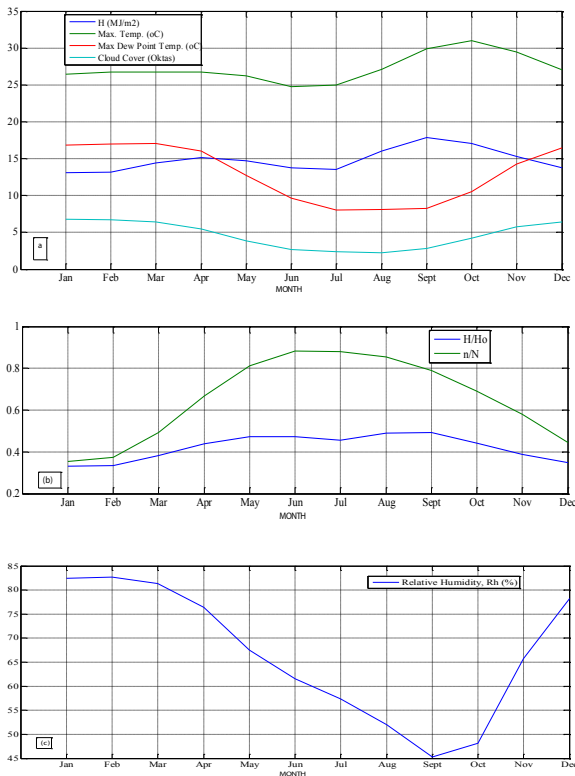 35
30
25
20
15
10
5
0
H (MJ/m2)
Max. Temp. (oC)
Max Dew Point Temp. (oC)
Cloud Cover (Oktas)
a
Jan Feb Mar Apr May Jun Jul Aug Sept Oct Nov Dec
MONTH
1
0.8
0.6
0.4
0.2
H/Ho
n/N
(b)
Jan Feb Mar Apr May Jun Jul Aug Sept Oct Nov Dec
MONTH
85
80
75
70
65
60
55
50
45
Relative Humidity, Rh (%)
(c)
Jan Feb Mar Apr May Jun Jul Aug Sept Oct Nov Dec
MONTH